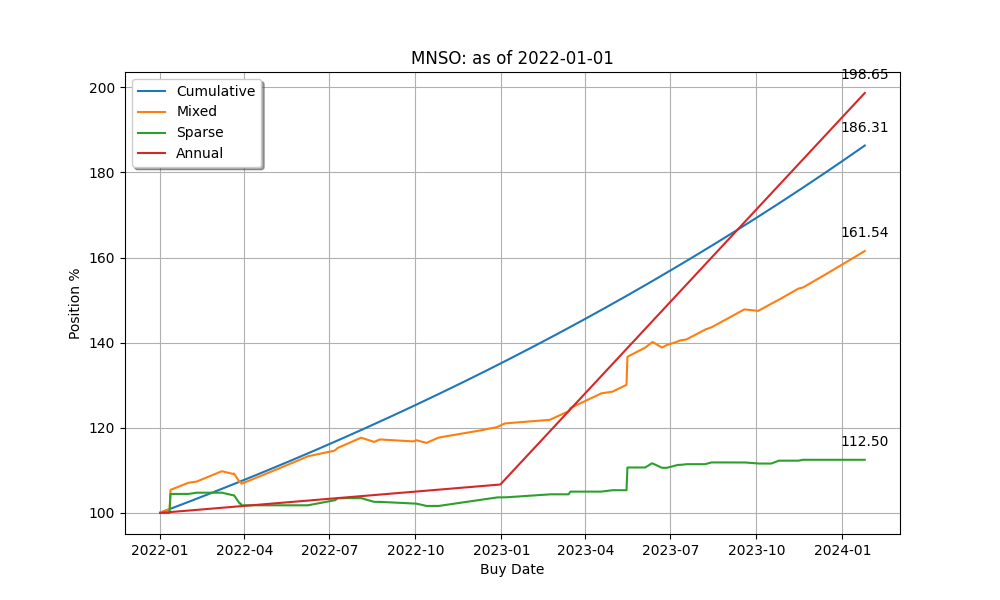 MNSO: as of 2022-01-01
Cumulative
Mixed
Sparse
Annual
198.65
186.31
161.54
112.50
200
180
160
140
120
100
Position %
2022-01
2022-04
2022-07
2022-10
2023-01
2023-04
2023-07
2023-10
2024-01
Buy Date